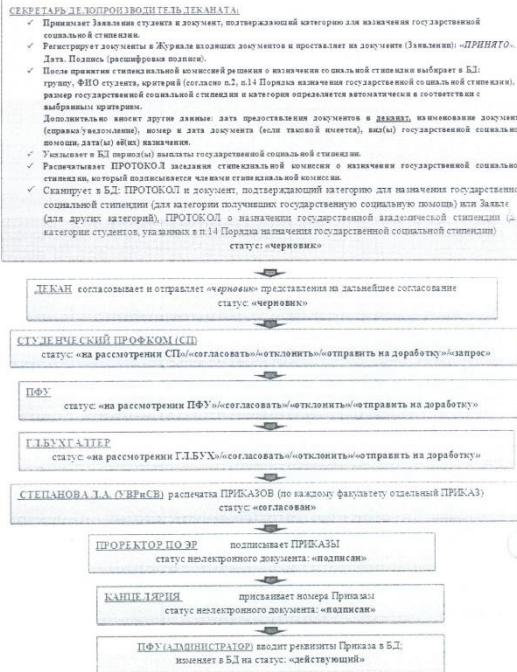 СЕКРЕТАРЬ ДЕЛОПРОИЗВОДИТЕЛЬ ДЕКАНАТА:
✓ Принимает Заявление студента и документ, подтверждающий категорию для назначения государственной
социальной стипендии.
✓ Регистрирует документы в Журнале входящих документов и проставляет на документе (Заявлении): «ПРИНЯТО».
Дата. Подпись (расшифровка подписи).
✓ После принятия стипендиальной комиссией решения о назначении социальной стипендии выбирает в БД:
группу, ФИО студента, критерий (согласно п.2, п.14 Порядка назначения государственной социальной стипендии),
размер государственной социальной стипендии и категория определяется автоматически в соответствии с
выбранным критерием.
Дополнительно вносит другие данные: дата предоставления документов в деканат, наименование докумен
(справка/уведомление), номер и дата документа (если таковой имеется), вид(ы) государственной социально
помощи, дата(ы) её(их) назначения.
✓ Указывает в БД период(ы) выплаты государственной социальной стипендии.
✓ Распечатывает ПРОТОКОЛ заседания стипендиальной комиссии о назначении государственной социально
стипендии, который подписывается членами стипендиальной комиссии.
✓ Сканирует в БД: ПРОТОКОЛ и документ, подтверждающий категорию для назначения государственно
социальной стипендии (для категории получивших государственную социальную помощь) или Заявле
(для других категорий), ПРОТОКОЛ о назначении государственной академической стипендии (д
категории студентов, указанных в п.14 Порядка назначения государственной социальной стипендии)
статус: «черновик»
ДЕКАН согласовывает и отправляет «черновик» представления на дальнейшее согласование
статус: «черновик»
СТУДЕНЧЕСКИЙ ПРОФКОМ (СП)
статус: «на рассмотрении СП»/«согласовать»/«отклонить»/«отправить на доработку»/«запрос»
ПФУ
статус: «на рассмотрении ПФУ»/«согласовать»/«отклонить»/«отправить на доработку»
ГЛ.БУХГАЛТЕР
статус: «на рассмотрении ГЛ.БУХ»/«согласовать»/«отклонить»/«отправить на доработку»
СТЕПАНОВА Л.А. (УВРиСВ) распечатка ПРИКАЗОВ (по каждому факультету отдельный ПРИКАЗ)
статус: «согласован»
ПРОРЕКТОР ПО ЭР подписывает ПРИКАЗЫ
статус неэлектронного документа: «подписан»
КАНЦЕЛЯРИЯ присваивает номера Приказам
статус неэлектронного документа: «подписан»
ПФУ(АДМИНИСТРАТОР) вводит реквизиты Приказа в БД;
изменяет в БД на статус: «действующий»